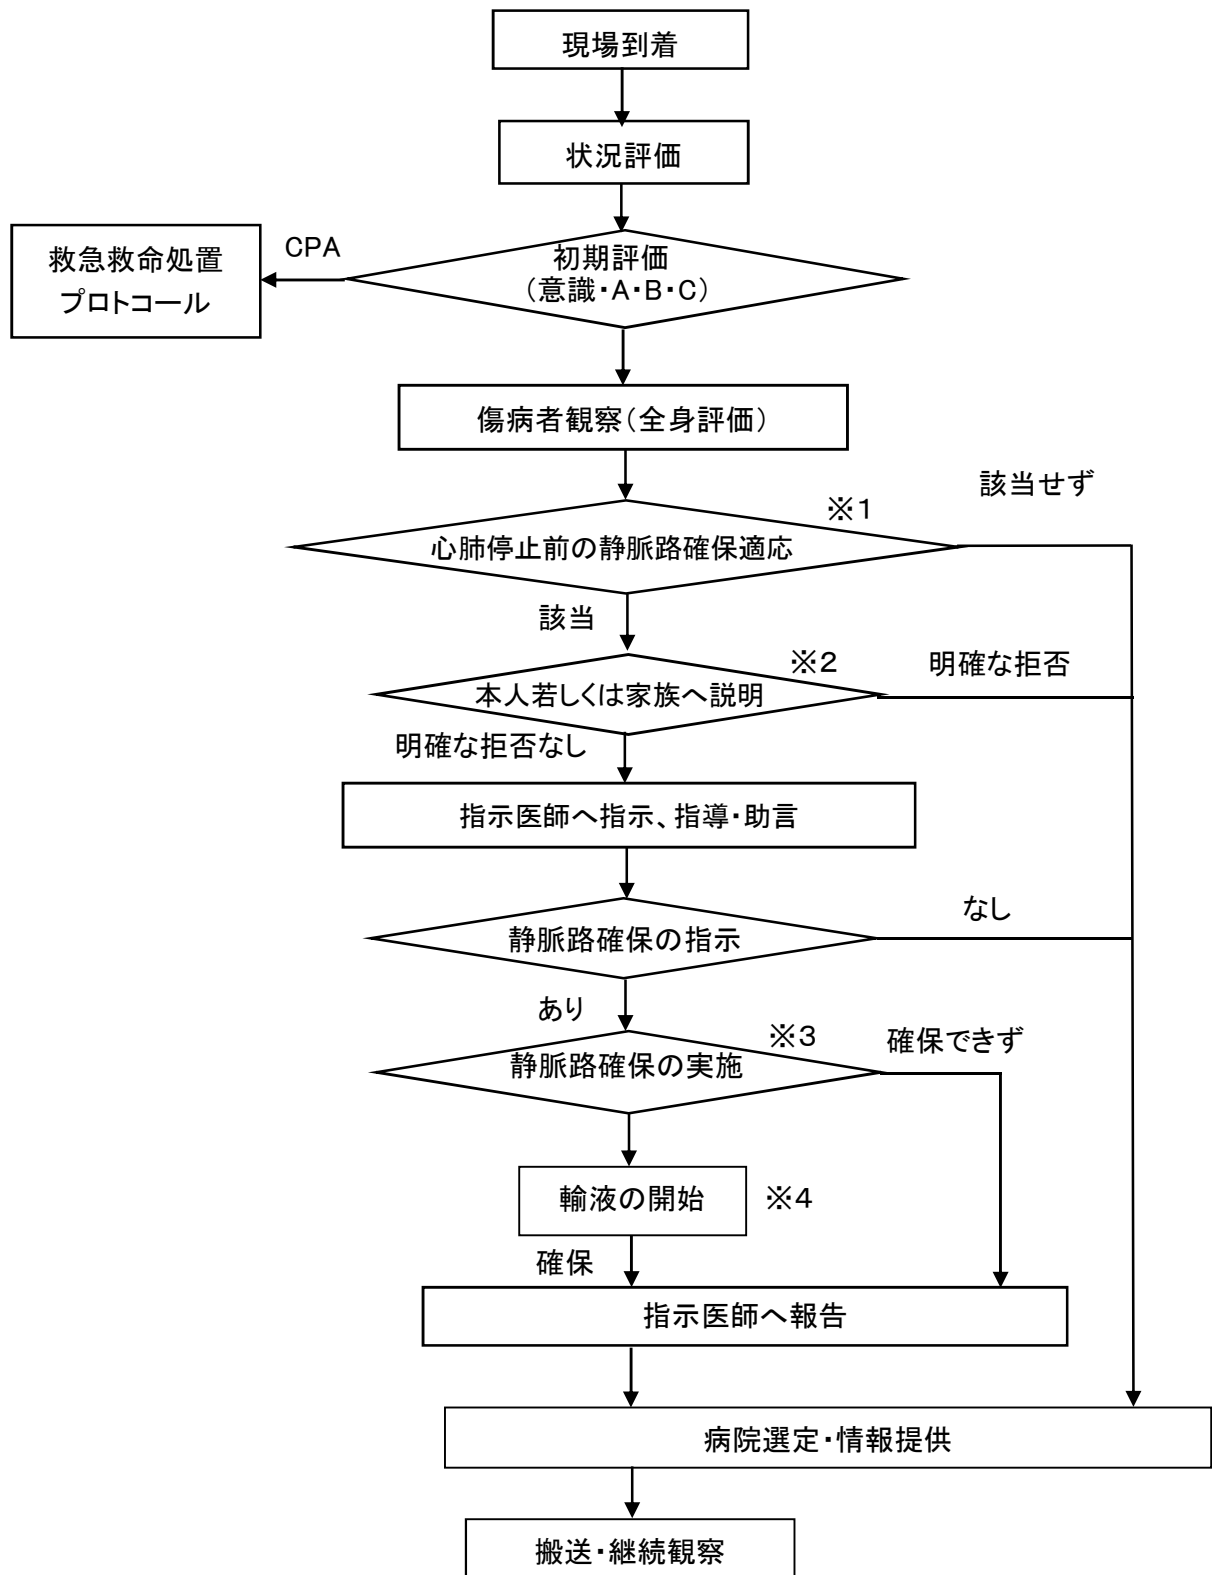 現場到着
状況評価
救急救命処置
プロトコール
CPA
初期評価
(意識・A・B・C)
傷病者観察(全身評価)
該当せず
※1
心肺停止前の静脈路確保適応
該当
※2
明確な拒否
本人若しくは家族へ説明
明確な拒否なし
指示医師へ指示、指導・助言
なし
静脈路確保の指示
あり
※3
確保できず
静脈路確保の実施
輸液の開始
※4
確保
指示医師へ報告
病院選定・情報提供
搬送・継続観察